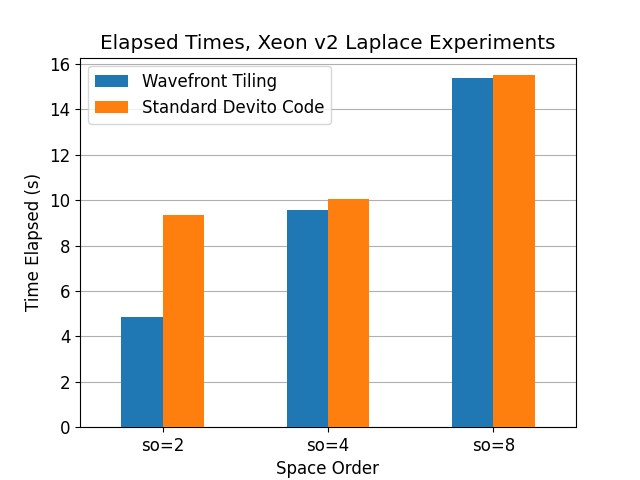 Elapsed Times, Xeon v2 Laplace Experiments
Wavefront Tiling
Standard Devito Code
Time Elapsed (s)
16
14
12
10
8
6
4
2
0
so=2
so=4
so=8
Space Order